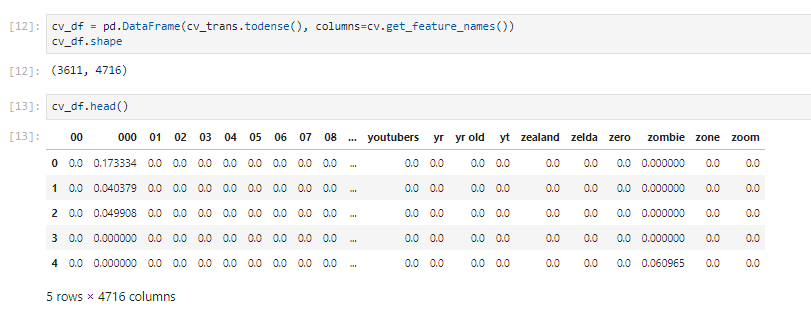 [12]: cv_df = pd.DataFrame(cv_trans.todense(), columns=cv.get_feature_names())
cv_df.shape
[12]: (3611, 4716)
[13]: cv_df.head()
[13]: 00 000 01 02 03 04 05 06 07 08 ... youtubers yr yr old yt zealand zelda zero zombie zone zoom
0 0.0 0.173334 0.0 0.0 0.0 0.0 0.0 0.0 0.0 0.0 ... 0.0 0.0 0.0 0.0 0.0 0.0 0.0 0.000000 0.0 0.0
1 0.0 0.040379 0.0 0.0 0.0 0.0 0.0 0.0 0.0 0.0 ... 0.0 0.0 0.0 0.0 0.0 0.0 0.0 0.000000 0.0 0.0
2 0.0 0.049908 0.0 0.0 0.0 0.0 0.0 0.0 0.0 0.0 ... 0.0 0.0 0.0 0.0 0.0 0.0 0.0 0.000000 0.0 0.0
3 0.0 0.000000 0.0 0.0 0.0 0.0 0.0 0.0 0.0 0.0 ... 0.0 0.0 0.0 0.0 0.0 0.0 0.0 0.000000 0.0 0.0
4 0.0 0.000000 0.0 0.0 0.0 0.0 0.0 0.0 0.0 0.0 ... 0.0 0.0 0.0 0.0 0.0 0.0 0.0 0.060965 0.0 0.0
5 rows × 4716 columns